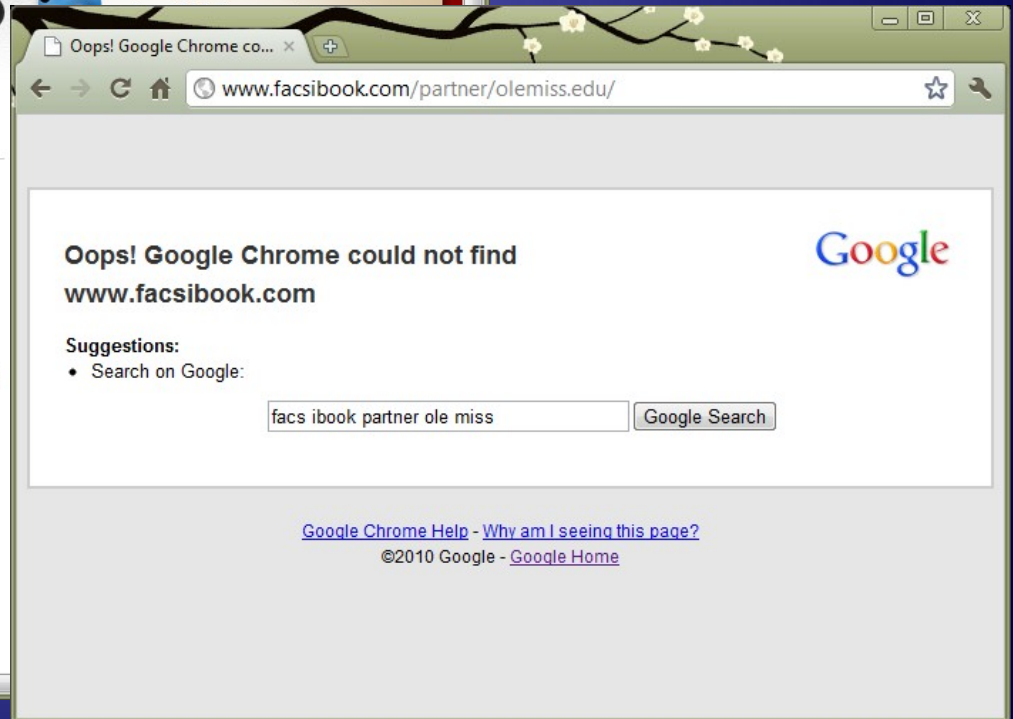 Oops! Google Chrome co...
www.facsibook.com/partner/olemiss.edu/
Google
Oops! Google Chrome could not find
www.facsibook.com
Suggestions:
• Search on Google:
facs ibook partner ole miss Google Search
Google Chrome Help - Why am I seeing this page?
©2010 Google - Google Home